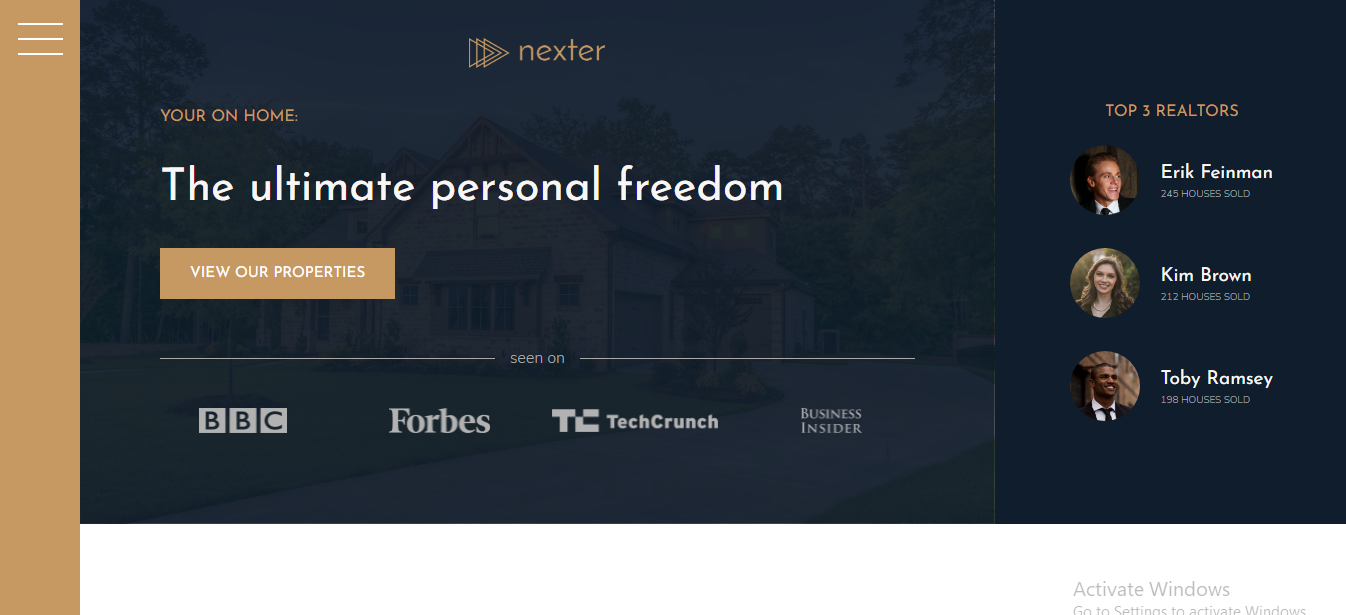 nexter
YOUR ON HOME:
The ultimate personal freedom
VIEW OUR PROPERTIES
seen on
BBC
Forbes
TC TechCrunch
BUSINESS
INSIDER
TOP 3 REALTORS
Erik Feinman
245 HOUSES SOLD
Kim Brown
212 HOUSES SOLD
Toby Ramsey
198 HOUSES SOLD
Activate Windows
Go to Settings to activate Windows